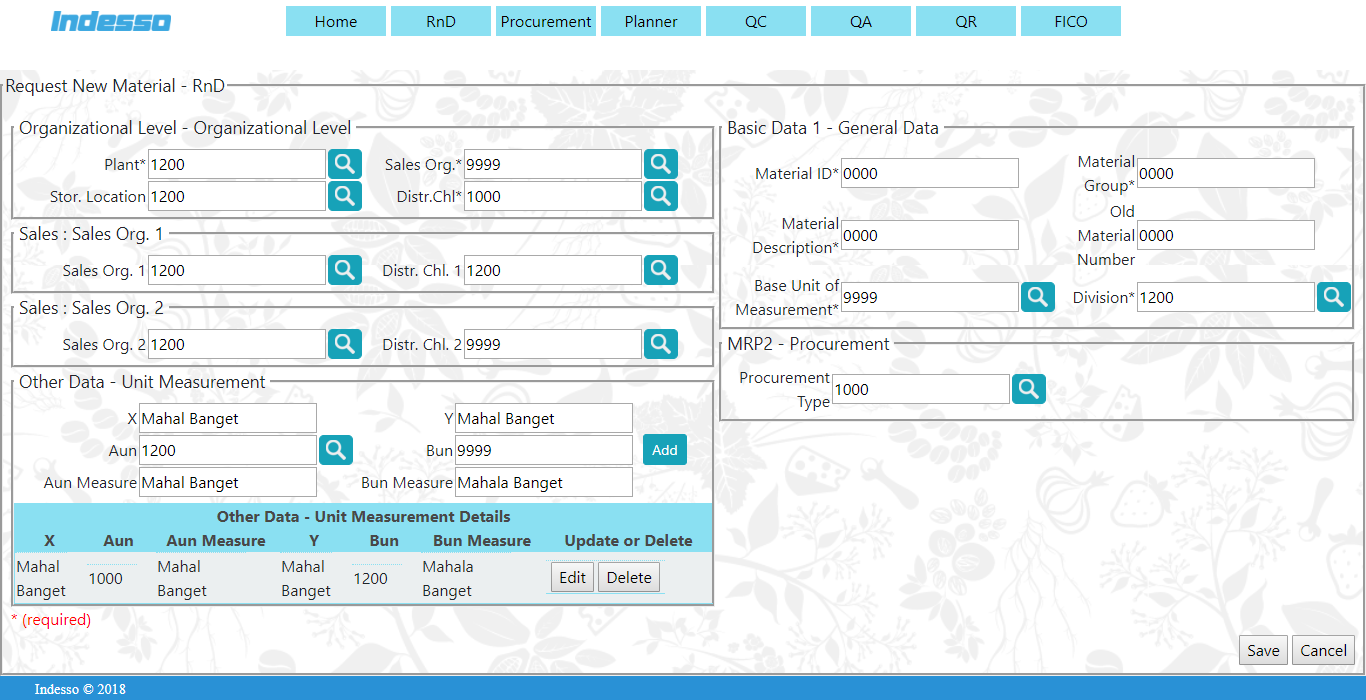 Indesso
Home RnD Procurement Planner QC QA QR FICO
Request New Material - RnD
Organizational Level - Organizational Level
Plant* 1200 Sales Org.* 9999
Stor. Location 1200 Distr.Chl* 1000
Sales : Sales Org. 1
Sales Org. 1 1200 Distr. Chl. 1 1200
Sales : Sales Org. 2
Sales Org. 2 1200 Distr. Chl. 2 9999
Other Data - Unit Measurement
X Mahal Banget Y Mahal Banget
Aun 1200 Bun 9999 Add
Aun Measure Mahal Banget Bun Measure Mahala Banget
Other Data - Unit Measurement Details
X Aun Aun Measure Y Bun Bun Measure Update or Delete
Mahal Mahal Mahal Mahala
1000 1200 Edit Delete
Banget Banget Banget Banget
* (required)
Basic Data 1 - General Data
Material ID* 0000
Material
Group* 0000
Material
Description* 0000
Old
Material 0000
Number
Base Unit of
Measurement* 9999
Division* 1200
MRP2 - Procurement
Procurement
Type 1000
Save Cancel
Indesso © 2018